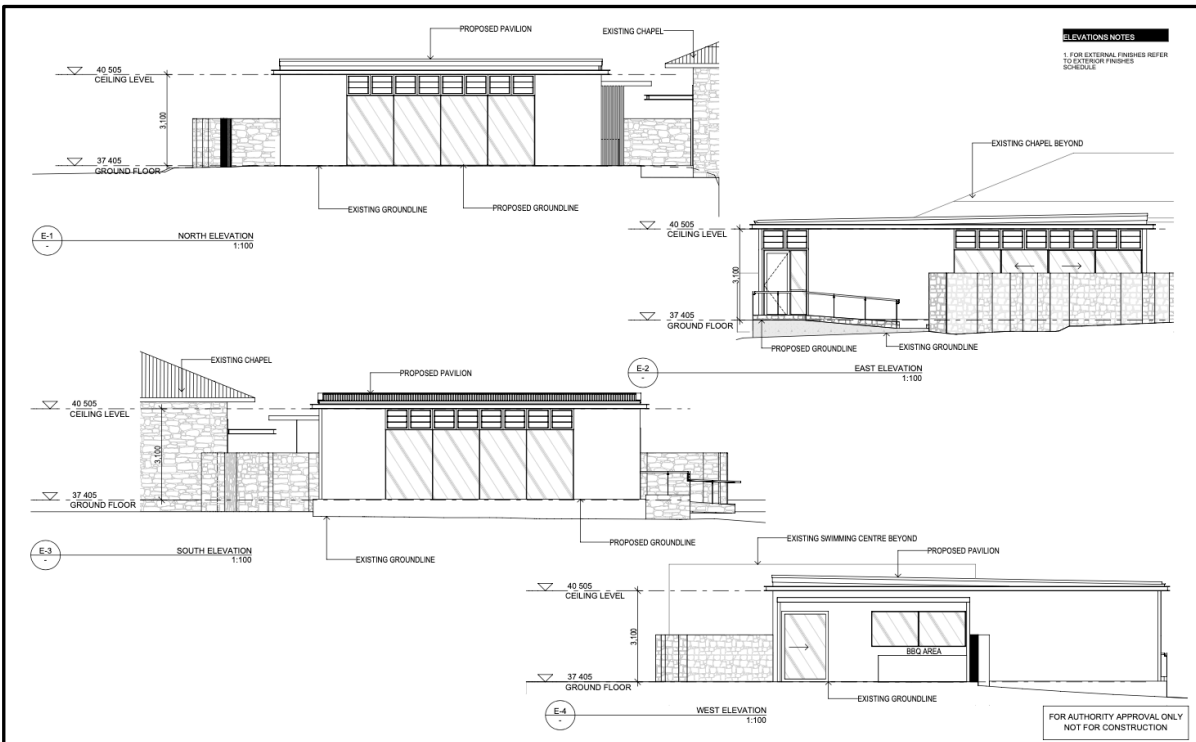 PROPOSED PAVILION
EXISTING CHAPEL
ELEVATIONS NOTES
1. FOR EXTERNAL FINISHES REFER
TO EXTERIOR FINISHES
SCHEDULE
40 505
CEILING LEVEL
3,100
37 405
GROUND FLOOR
EXISTING GROUNDLINE
PROPOSED GROUNDLINE
E-1
-
NORTH ELEVATION
1:100
EXISTING CHAPEL BEYOND
40 505
CEILING LEVEL
3,100
37 405
GROUND FLOOR
PROPOSED GROUNDLINE
EXISTING GROUNDLINE
E-2
-
EAST ELEVATION
1:100
EXISTING CHAPEL
PROPOSED PAVILION
40 505
CEILING LEVEL
3,100
37 405
GROUND FLOOR
EXISTING GROUNDLINE
PROPOSED GROUNDLINE
E-3
-
SOUTH ELEVATION
1:100
EXISTING SWIMMING CENTRE BEYOND
PROPOSED PAVILION
40 505
CEILING LEVEL
3,100
BBQ AREA
37 405
GROUND FLOOR
EXISTING GROUNDLINE
E-4
-
WEST ELEVATION
1:100
FOR AUTHORITY APPROVAL ONLY
NOT FOR CONSTRUCTION